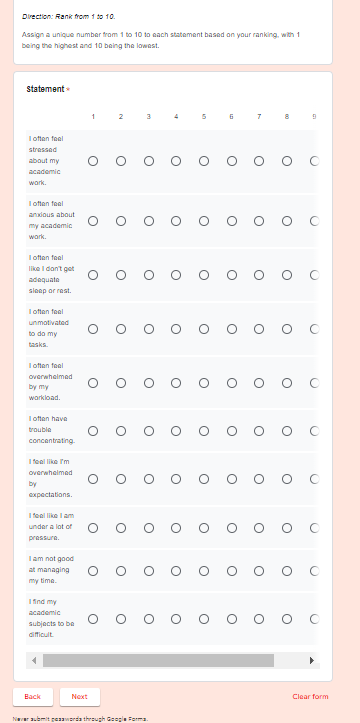 Direction: Rank from 1 to 10.
Assign a unique number from 1 to 10 to each statement based on your ranking, with 1
being the highest and 10 being the lowest.
Statement *
1 2 3 4 5 6 7 8 9
I often feel
stressed
about my
academic
work.
I often feel
anxious about
my academic
work.
I often feel
like I don't get
adequate
sleep or rest.
I often feel
unmotivated
to do my
tasks.
I often feel
overwhelmed
by my
workload.
I often have
trouble
concentrating.
I feel like I'm
overwhelmed
by
expectations.
I feel like I am
under a lot of
pressure.
I am not good
at managing
my time.
I find my
academic
subjects to be
difficult.
Back Next Clear form
Never submit passwords through Google Forms.